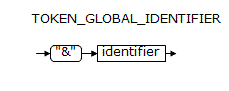 TOKEN_GLOBAL_IDENTIFIER
"&" identifier